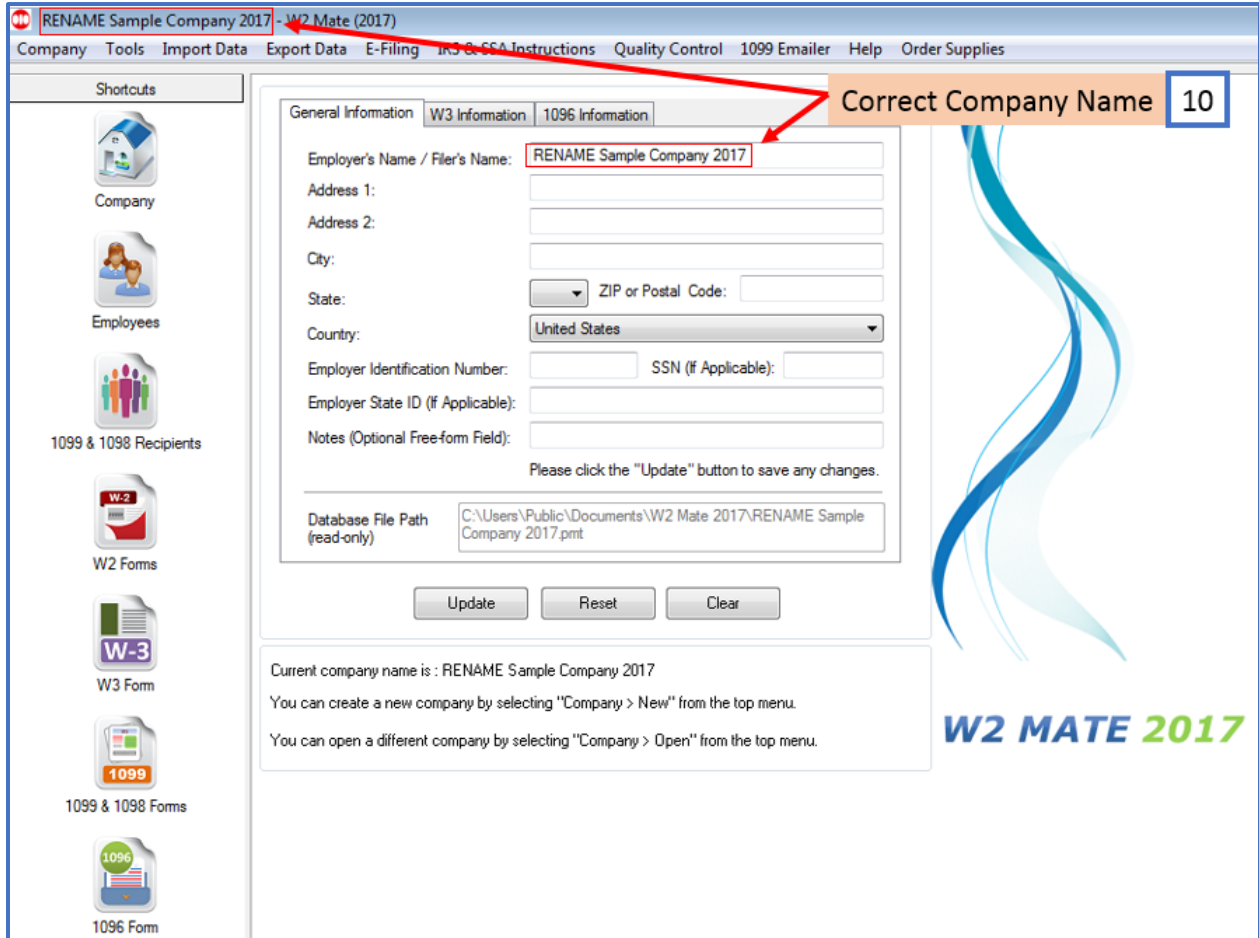 RENAME Sample Company 2017 - W2 Mate (2017)
Company Tools Import Data Export Data E-Filing IRS & SSA Instructions Quality Control 1099 Emailer Help Order Supplies
Shortcuts
Company
Employees
1099 & 1098 Recipients
W-2
W2 Forms
W-3
W3 Form
1099
1099 & 1098 Forms
1096
1096 Form
Correct Company Name 10
General Information W3 Information 1096 Information
Employer's Name / Filer's Name: RENAME Sample Company 2017
Address 1:
Address 2:
City:
State: ZIP or Postal Code:
Country: United States
Employer Identification Number: SSN (If Applicable):
Employer State ID (If Applicable):
Notes (Optional Free-form Field):
Please click the "Update" button to save any changes.
Database File Path C:\Users\Public\Documents\W2 Mate 2017\RENAME Sample
(read-only) Company 2017.pmt
Update Reset Clear
Current company name is : RENAME Sample Company 2017
You can create a new company by selecting "Company > New" from the top menu.
You can open a different company by selecting "Company > Open" from the top menu.
W2 MATE 2017